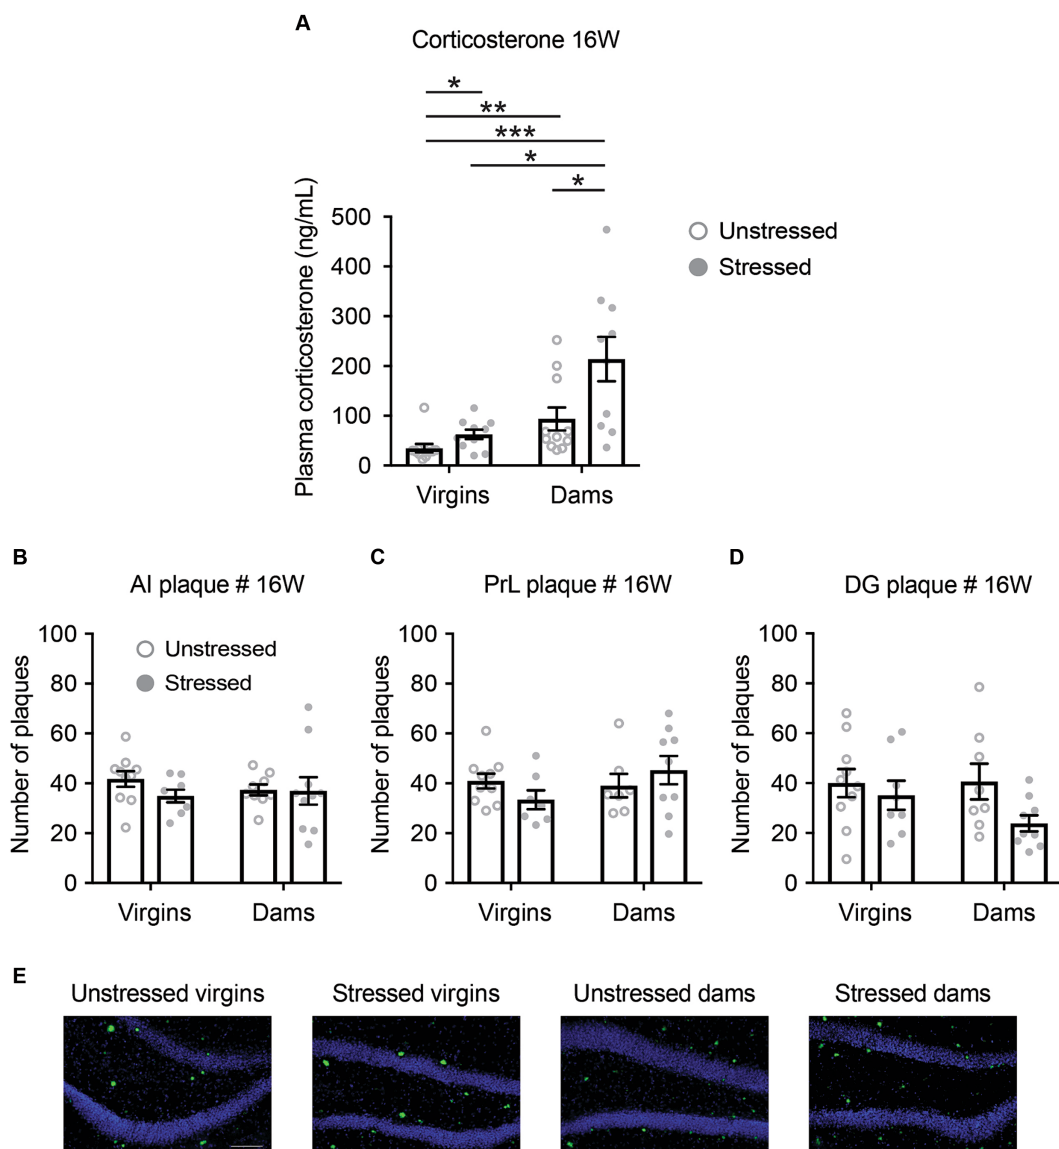 A
Corticosterone 16W
*
**
***
*
*
Plasma corticosterone (ng/mL)
500
400
300
200
100
0
Virgins
Dams
Unstressed
Stressed
B
AI plaque # 16W
Number of plaques
100
80
60
40
20
0
Unstressed
Stressed
Virgins
Dams
C
PrL plaque # 16W
Number of plaques
100
80
60
40
20
0
Virgins
Dams
D
DG plaque # 16W
Number of plaques
100
80
60
40
20
0
Virgins
Dams
E
Unstressed virgins
Stressed virgins
Unstressed dams
Stressed dams